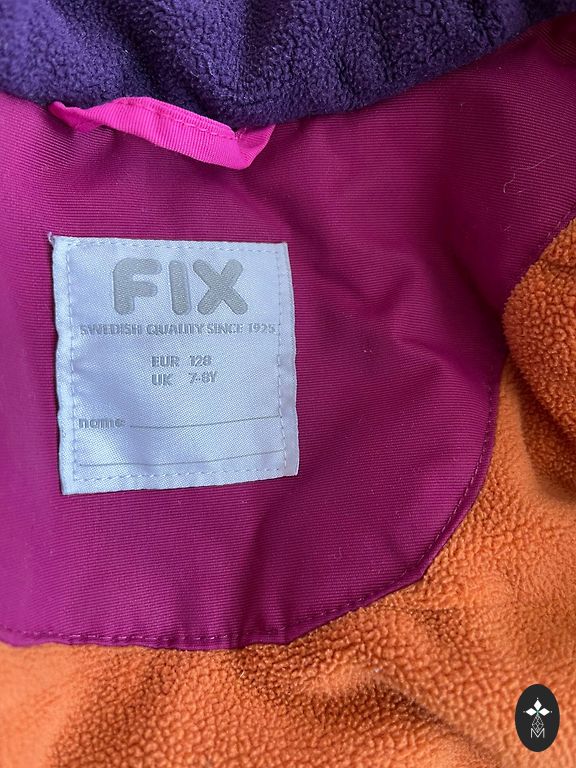 FIX
SWEDISH QUALITY SINCE 1925
EUR 128
UK 7-8Y
name
M